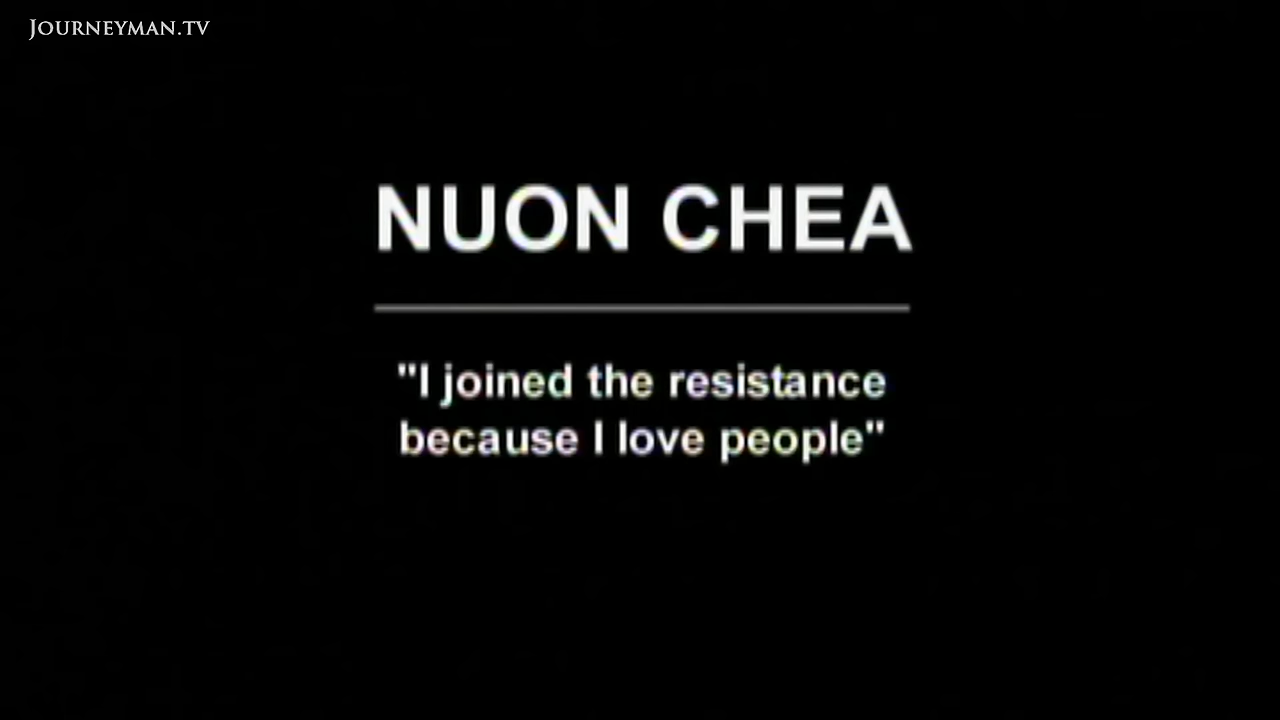 JOURNEYMAN.TV
NUON CHEA
"I joined the resistance
because I love people"